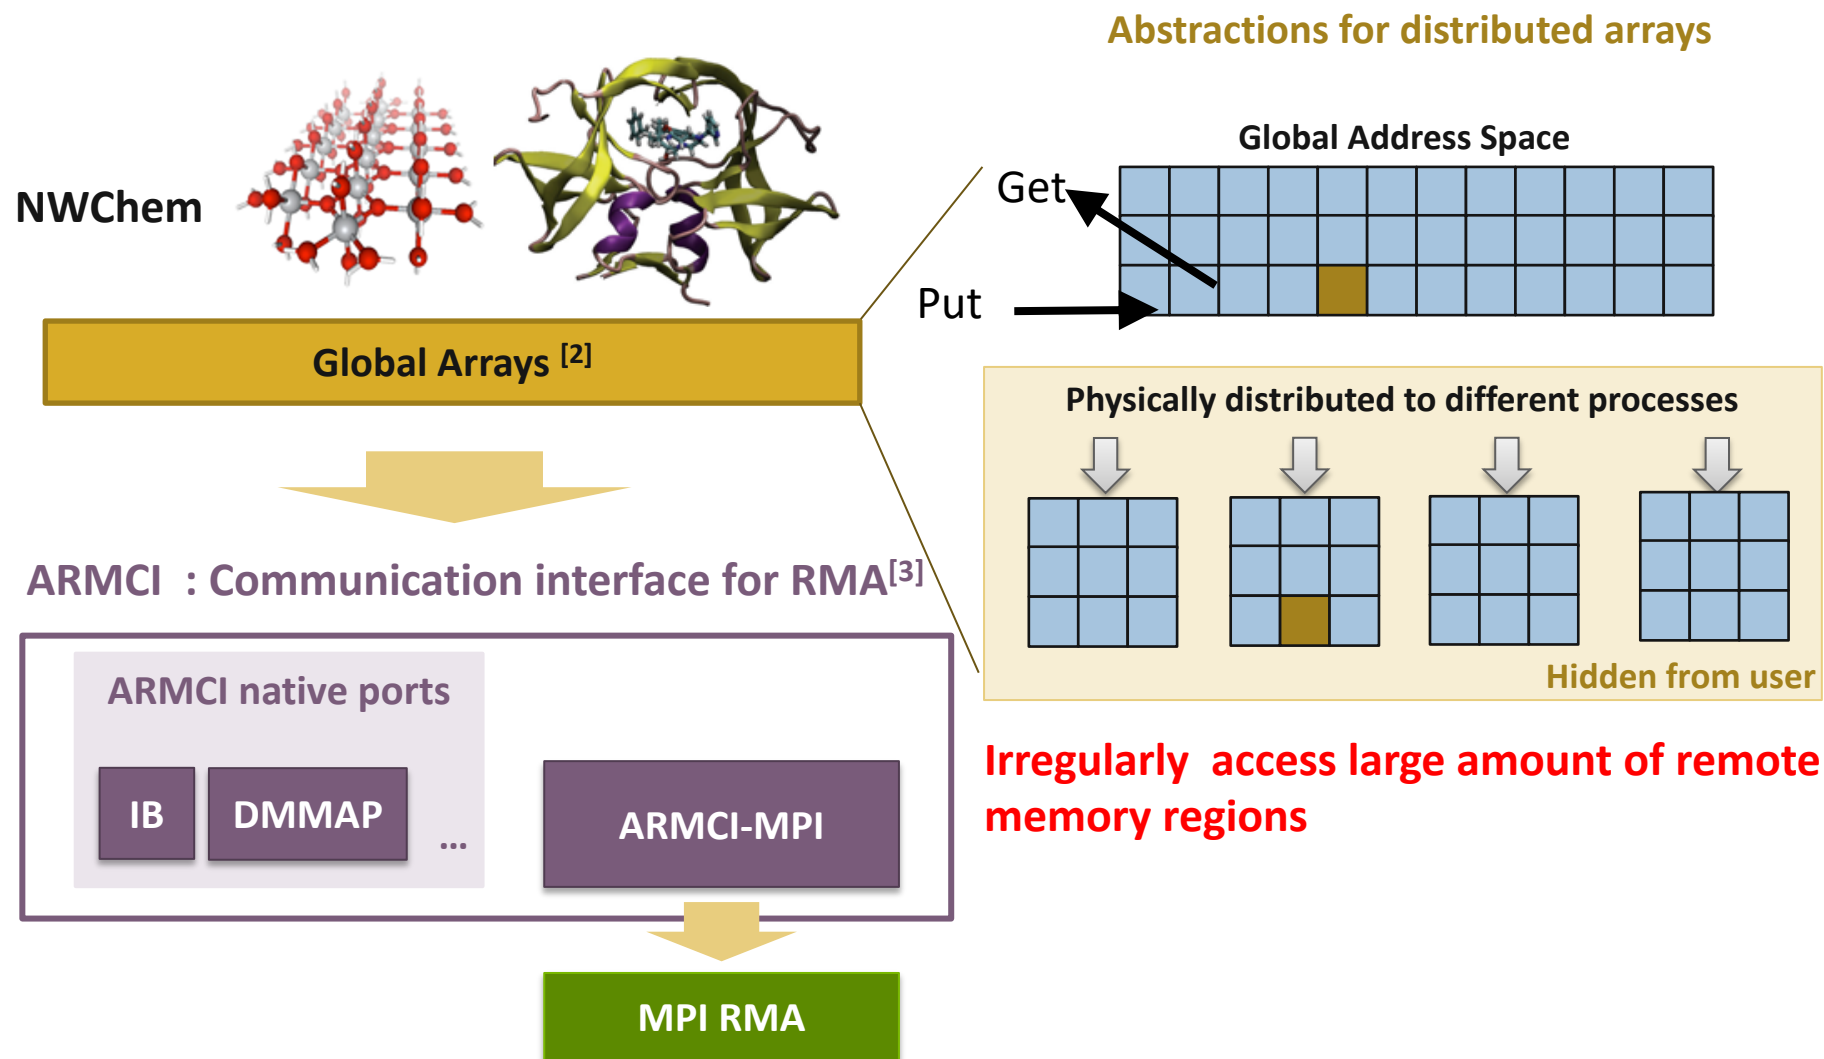 Abstractions for distributed arrays
NWChem
Global Address Space
Get
Put
Global Arrays [2]
Physically distributed to different processes
Hidden from user
ARMCI : Communication interface for RMA[3]
ARMCI native ports
IB
DMMAP
...
ARMCI-MPI
MPI RMA
Irregularly access large amount of remote
memory regions